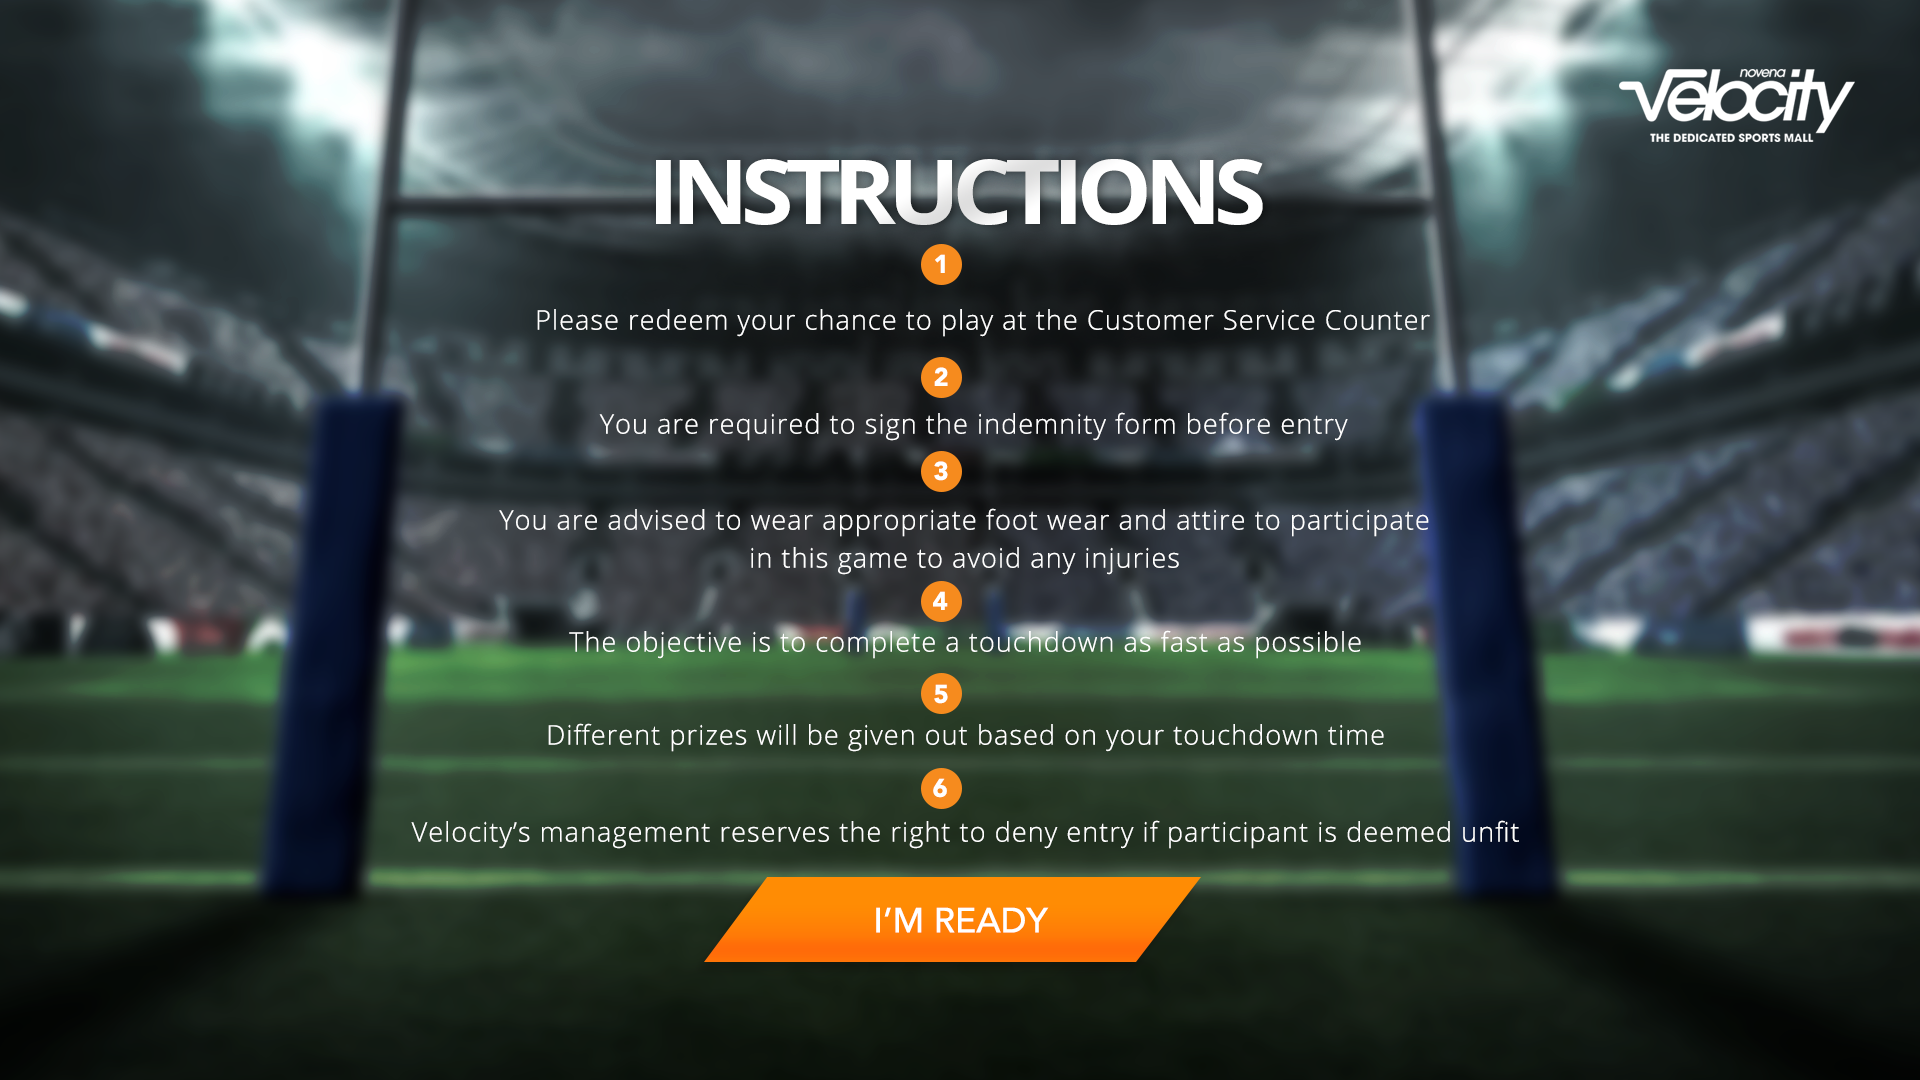 novena
Velocity
THE DEDICATED SPORTS MALL
INSTRUCTIONS
1
Please redeem your chance to play at the Customer Service Counter
2
You are required to sign the indemnity form before entry
3
You are advised to wear appropriate foot wear and attire to participate
in this game to avoid any injuries
4
The objective is to complete a touchdown as fast as possible
5
Different prizes will be given out based on your touchdown time
6
Velocity’s management reserves the right to deny entry if participant is deemed unfit
I’M READY